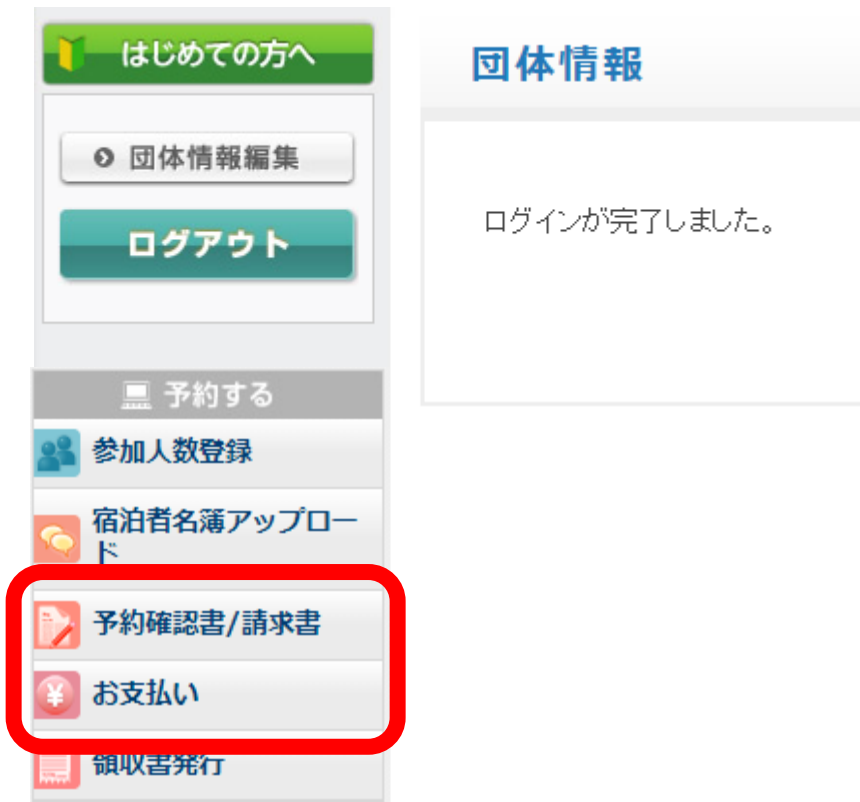 はじめての方へ
団体情報編集
ログアウト
予約する
参加人数登録
宿泊者名簿アップロー
ド
予約確認書/請求書
お支払い
領収書発行
団体情報
ログインが完了しました。